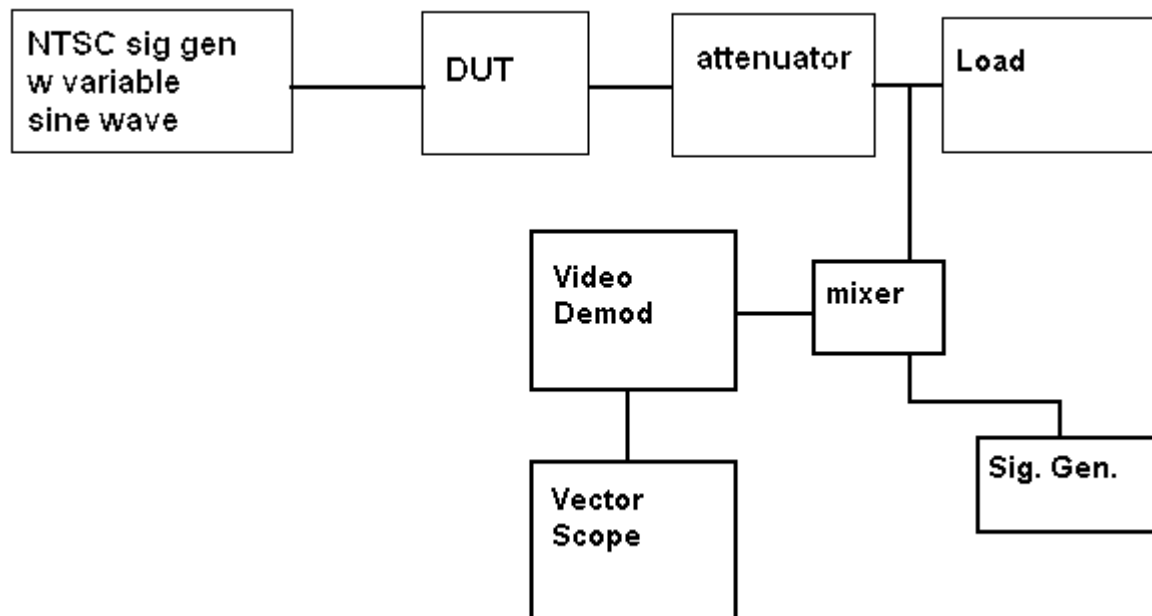 NTSC sig gen
w variable
sine wave
DUT
attenuator
Load
Video
Demod
mixer
Sig. Gen.
Vector
Scope